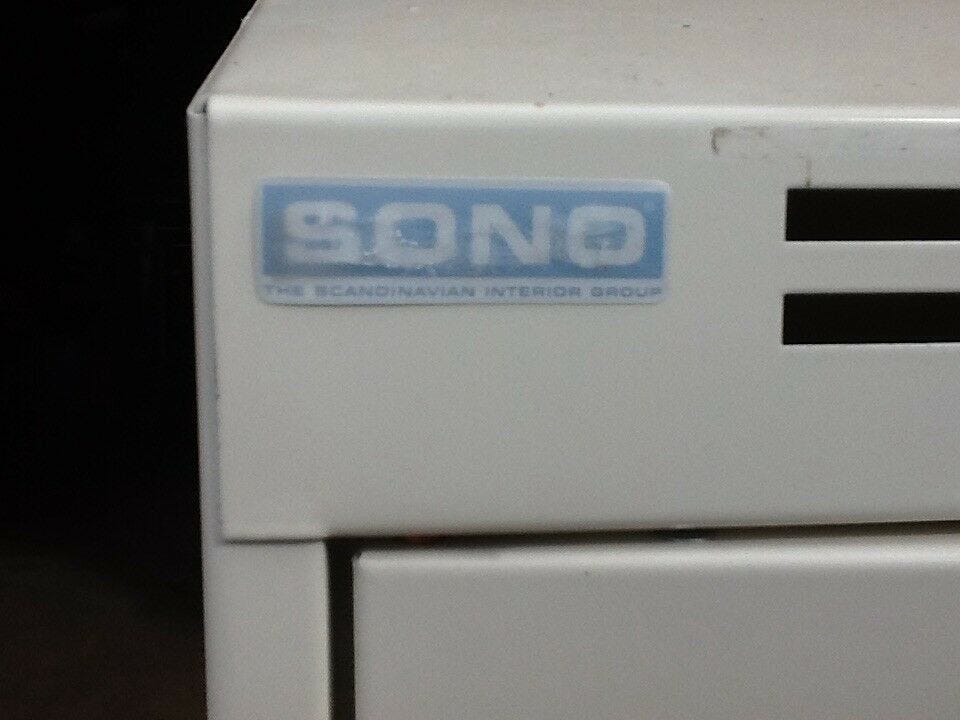 SONO
THE SCANDINAVIAN INTERIOR GROUP